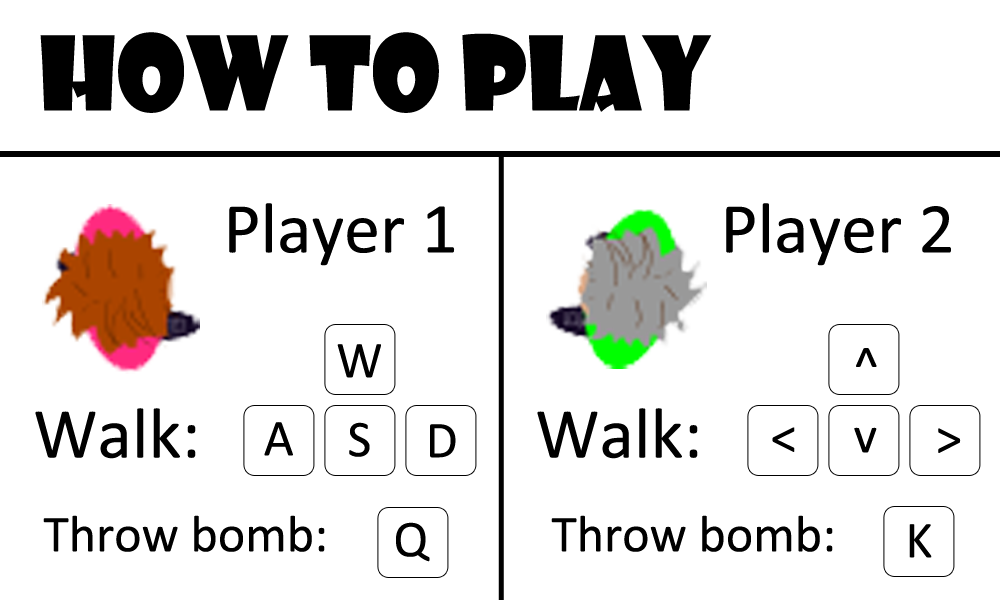 HOW TO PLAY
Player 1
W
Walk: A S D
Throw bomb: Q
Player 2
^
Walk: < v >
Throw bomb: K